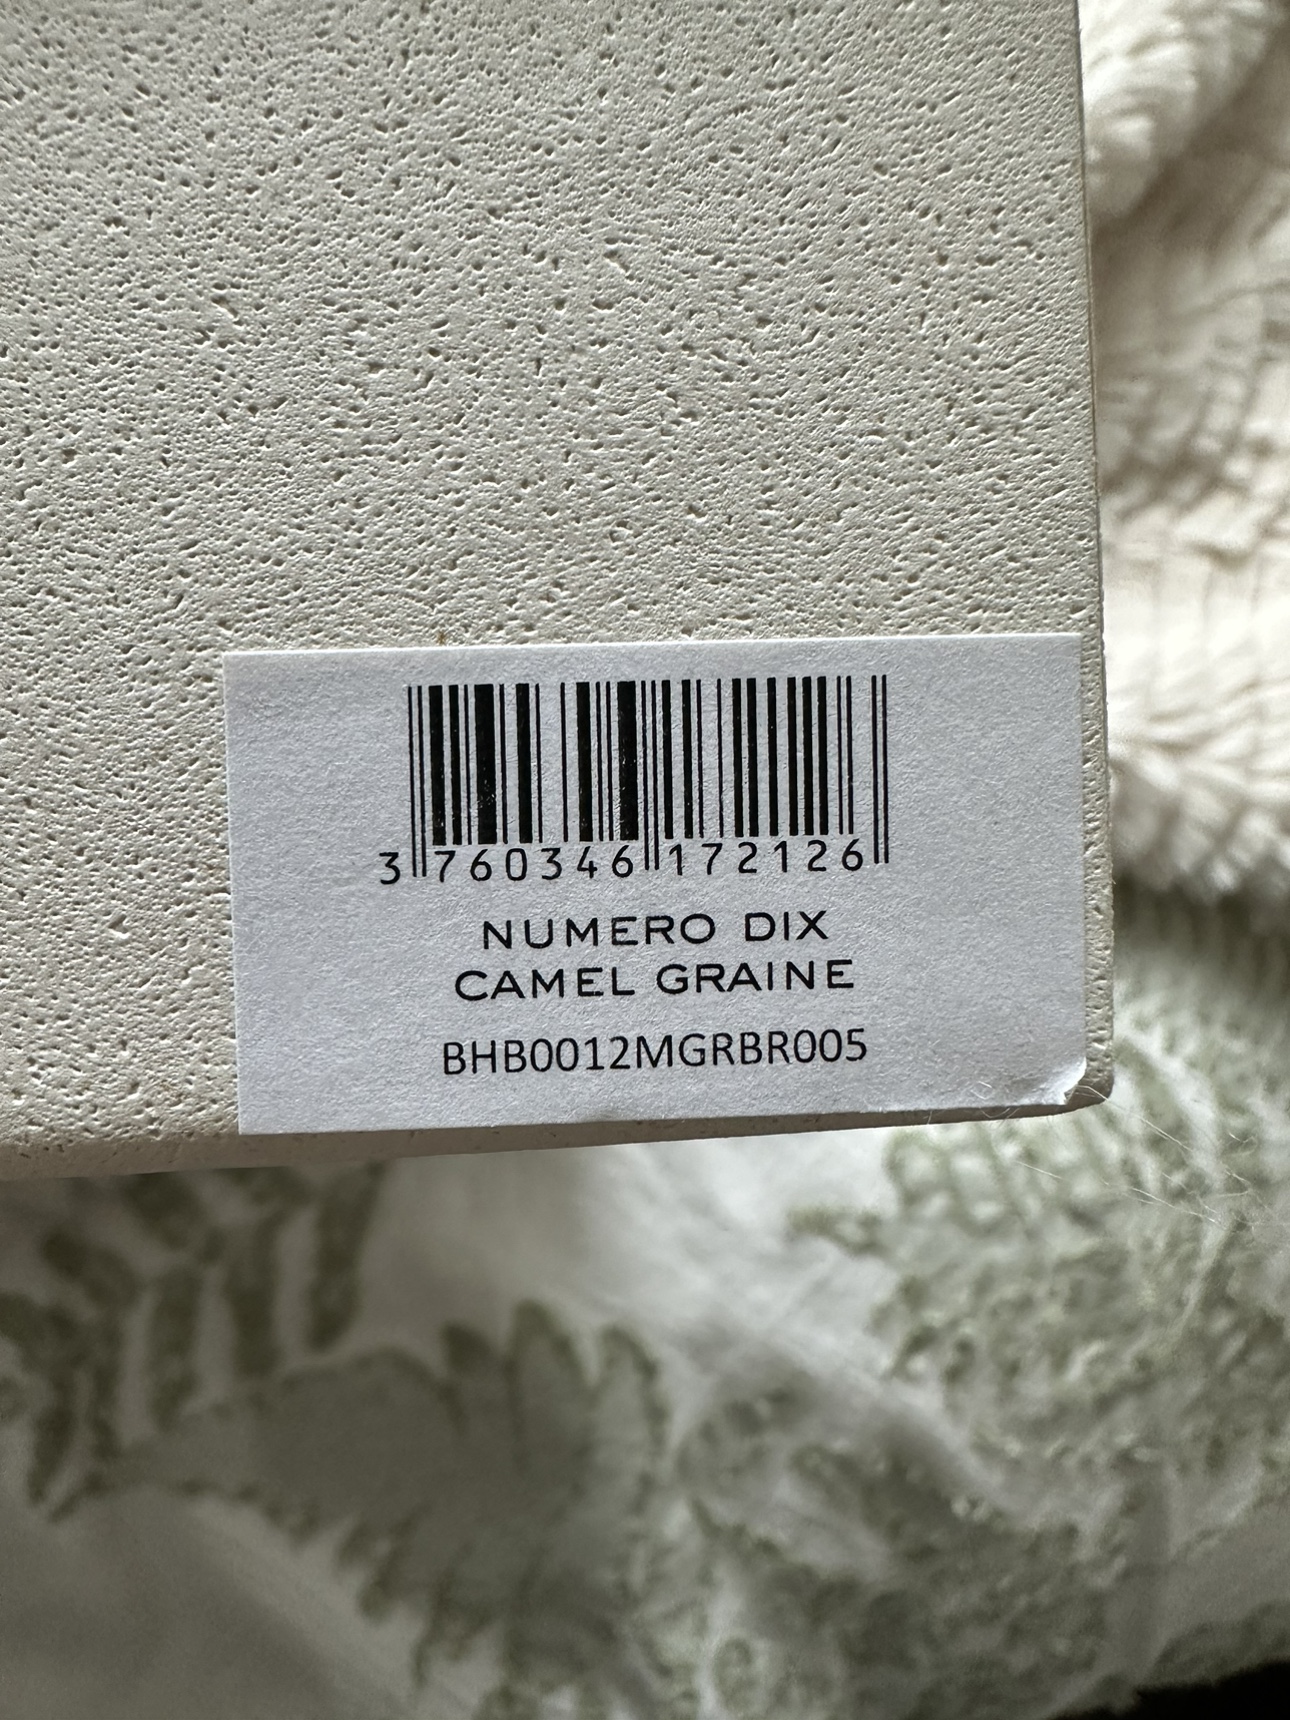 3 760346 172126
NUMERO DIX
CAMEL GRAINE
BHB0012MGRBR005